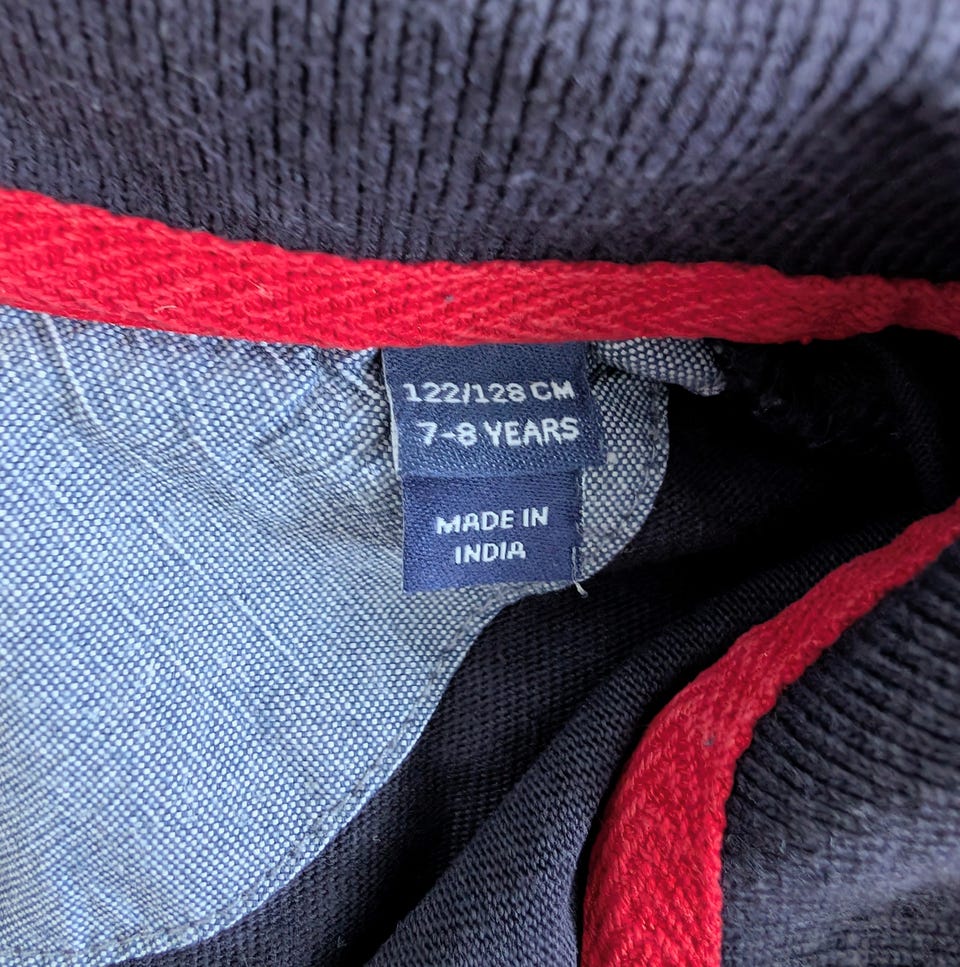 122/128 CM
7-8 YEARS
MADE IN
INDIA